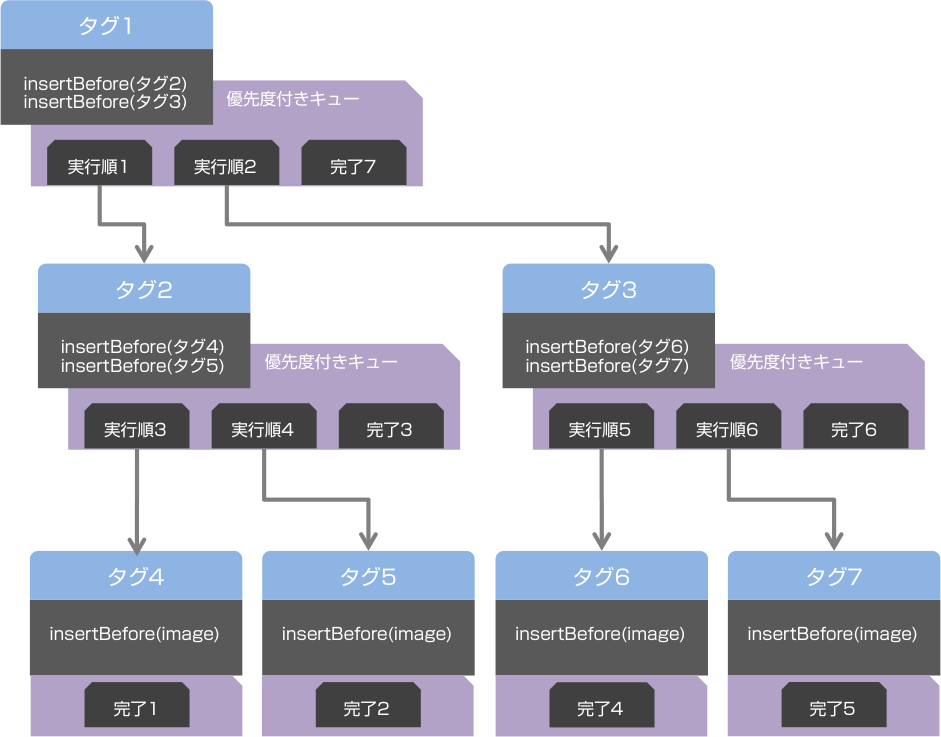 タグ1
insertBefore(タグ2)
insertBefore(タグ3)
優先度付きキュー
実行順1
実行順2
完了7
タグ2
insertBefore(タグ4)
insertBefore(タグ5)
優先度付きキュー
実行順3
実行順4
完了3
タグ3
insertBefore(タグ6)
insertBefore(タグ7)
優先度付きキュー
実行順5
実行順6
完了6
タグ4
insertBefore(image)
完了1
タグ5
insertBefore(image)
完了2
タグ6
insertBefore(image)
完了4
タグ7
insertBefore(image)
完了5